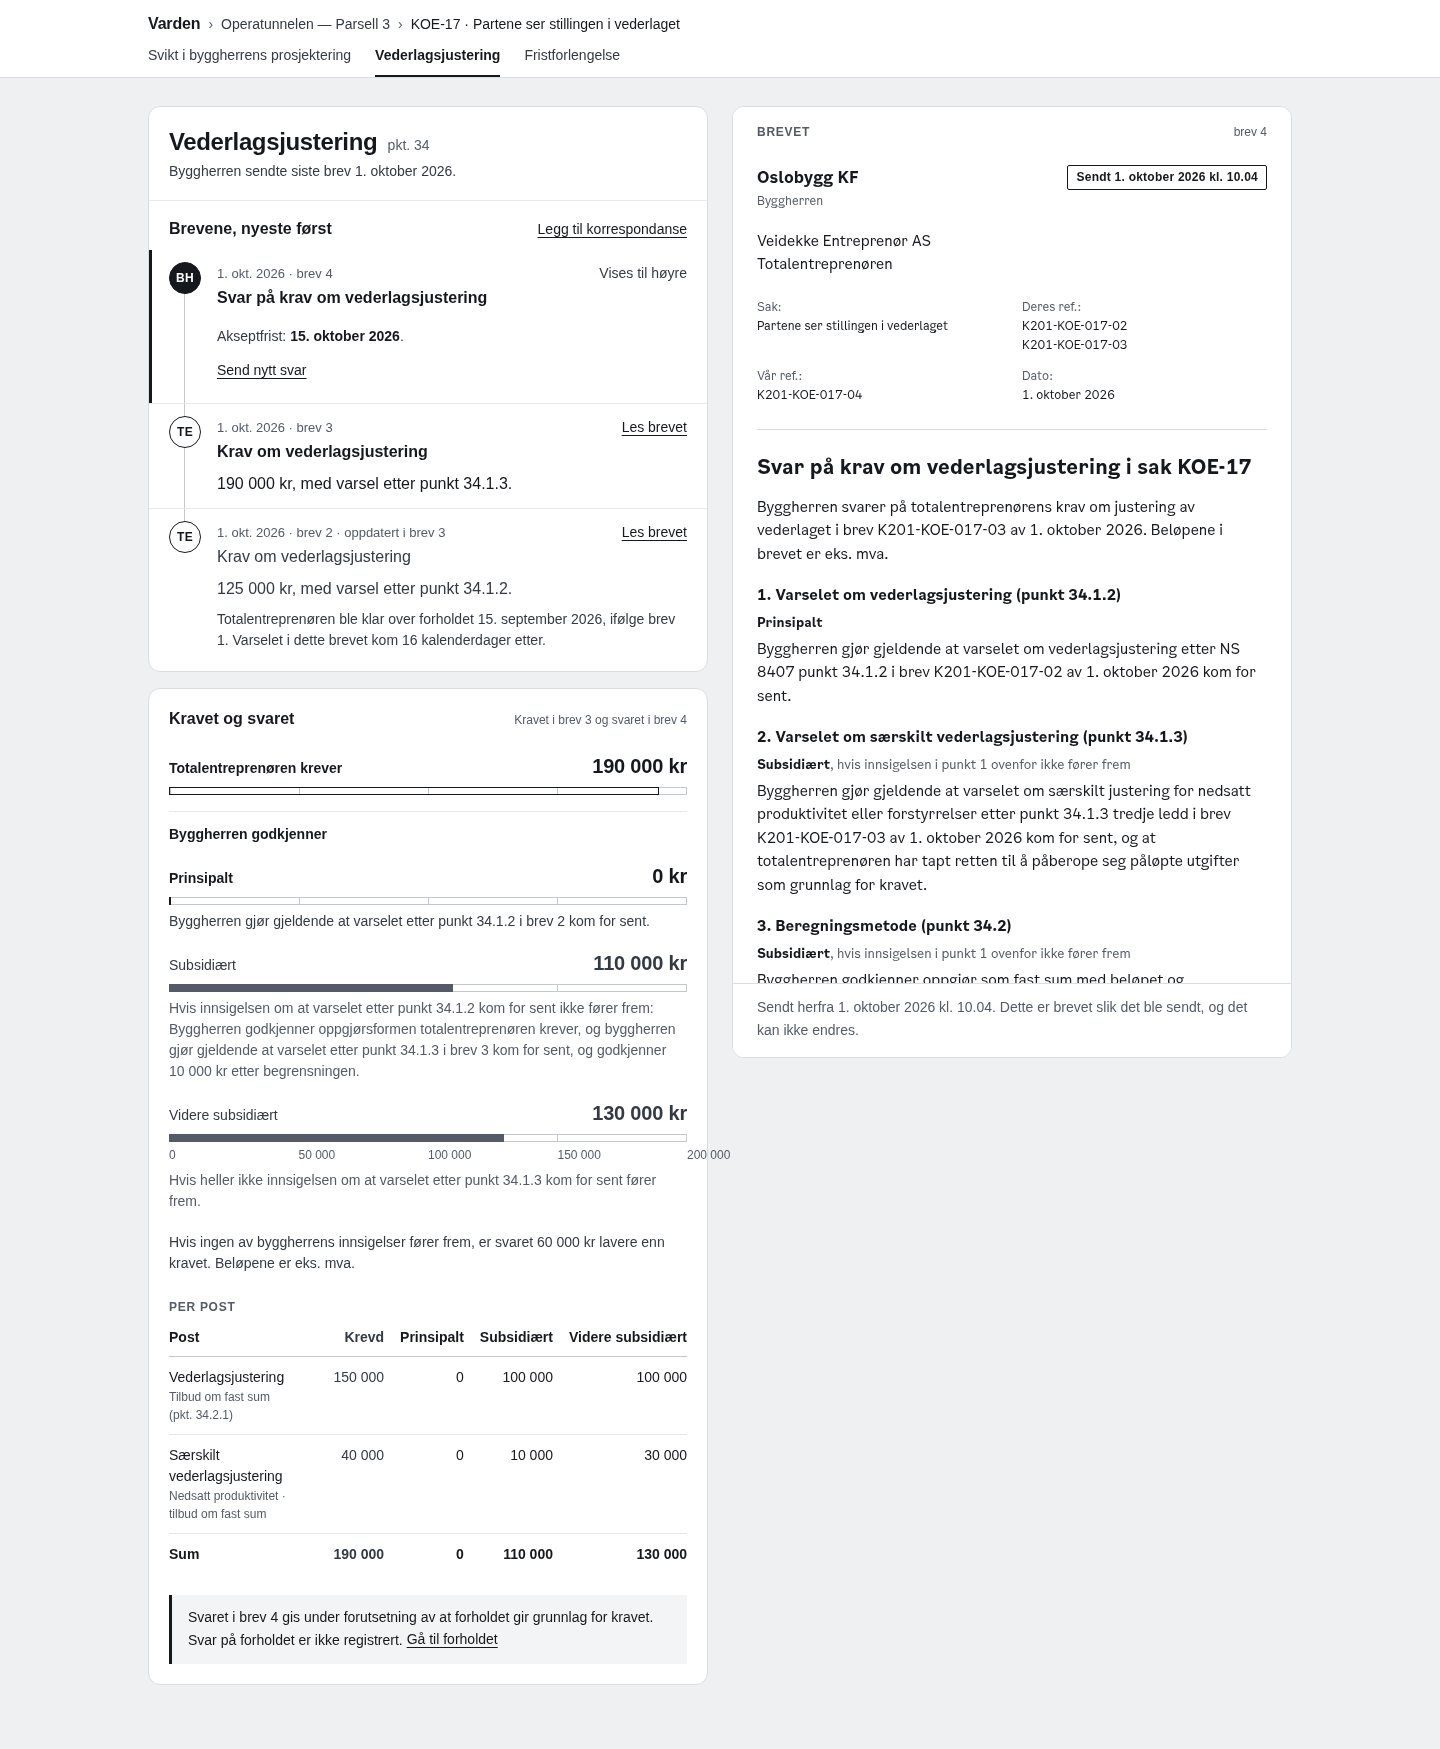 Varden › Operatunnelen — Parsell 3 › KOE-17 · Partene ser stillingen i vederlaget
Svikt i byggherrens prosjektering Vederlagsjustering Fristforlengelse
Vederlagsjustering pkt. 34
Byggherren sendte siste brev 1. oktober 2026.
Brevene, nyeste først Legg til korrespondanse
BH 1. okt. 2026 · brev 4 Vises til høyre
Svar på krav om vederlagsjustering
Akseptfrist: 15. oktober 2026.
Send nytt svar
TE 1. okt. 2026 · brev 3 Les brevet
Krav om vederlagsjustering
190 000 kr, med varsel etter punkt 34.1.3.
TE 1. okt. 2026 · brev 2 · oppdatert i brev 3 Les brevet
Krav om vederlagsjustering
125 000 kr, med varsel etter punkt 34.1.2.
Totalentreprenøren ble klar over forholdet 15. september 2026, ifølge brev
1. Varselet i dette brevet kom 16 kalenderdager etter.
Kravet og svaret Kravet i brev 3 og svaret i brev 4
Totalentreprenøren krever 190 000 kr
Byggherren godkjenner
Prinsipalt 0 kr
Byggherren gjør gjeldende at varselet etter punkt 34.1.2 i brev 2 kom for sent.
Subsidiært 110 000 kr
Hvis innsigelsen om at varselet etter punkt 34.1.2 kom for sent ikke fører frem:
Byggherren godkjenner oppgjørsformen totalentreprenøren krever, og byggherren
gjør gjeldende at varselet etter punkt 34.1.3 i brev 3 kom for sent, og godkjenner
10 000 kr etter begrensningen.
Videre subsidiært 130 000 kr
0 50 000 100 000 150 000 200 000
Hvis heller ikke innsigelsen om at varselet etter punkt 34.1.3 kom for sent fører
frem.
Hvis ingen av byggherrens innsigelser fører frem, er svaret 60 000 kr lavere enn
kravet. Beløpene er eks. mva.
PER POST
Post Krevd Prinsipalt Subsidiært Videre subsidiært
Vederlagsjustering 150 000 0 100 000 100 000
Tilbud om fast sum
(pkt. 34.2.1)
Særskilt 40 000 0 10 000 30 000
vederlagsjustering
Nedsatt produktivitet ·
tilbud om fast sum
Sum 190 000 0 110 000 130 000
Svaret i brev 4 gis under forutsetning av at forholdet gir grunnlag for kravet.
Svar på forholdet er ikke registrert. Gå til forholdet
BREVET brev 4
Oslobygg KF Sendt 1. oktober 2026 kl. 10.04
Byggherren
Veidekke Entreprenør AS
Totalentreprenøren
Sak: Deres ref.:
Partene ser stillingen i vederlaget K201-KOE-017-02
K201-KOE-017-03
Vår ref.: Dato:
K201-KOE-017-04 1. oktober 2026
Svar på krav om vederlagsjustering i sak KOE-17
Byggherren svarer på totalentreprenørens krav om justering av
vederlaget i brev K201-KOE-017-03 av 1. oktober 2026. Beløpene i
brevet er eks. mva.
1. Varselet om vederlagsjustering (punkt 34.1.2)
Prinsipalt
Byggherren gjør gjeldende at varselet om vederlagsjustering etter NS
8407 punkt 34.1.2 i brev K201-KOE-017-02 av 1. oktober 2026 kom for
sent.
2. Varselet om særskilt vederlagsjustering (punkt 34.1.3)
Subsidiært, hvis innsigelsen i punkt 1 ovenfor ikke fører frem
Byggherren gjør gjeldende at varselet om særskilt justering for nedsatt
produktivitet eller forstyrrelser etter punkt 34.1.3 tredje ledd i brev
K201-KOE-017-03 av 1. oktober 2026 kom for sent, og at
totalentreprenøren har tapt retten til å påberope seg påløpte utgifter
som grunnlag for kravet.
3. Beregningsmetode (punkt 34.2)
Subsidiært, hvis innsigelsen i punkt 1 ovenfor ikke fører frem
Byggherren godkjenner oppgjør som fast sum med beløpet og
Sendt herfra 1. oktober 2026 kl. 10.04. Dette er brevet slik det ble sendt, og det
kan ikke endres.